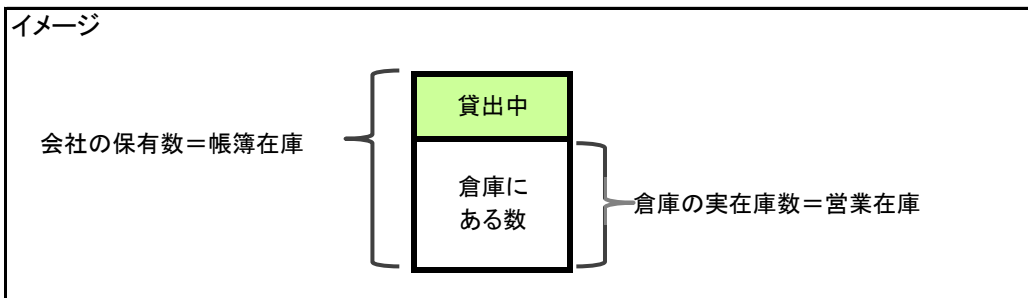 イメージ
貸出中
会社の保有数＝帳簿在庫
倉庫に
ある数
倉庫の実在庫数＝営業在庫